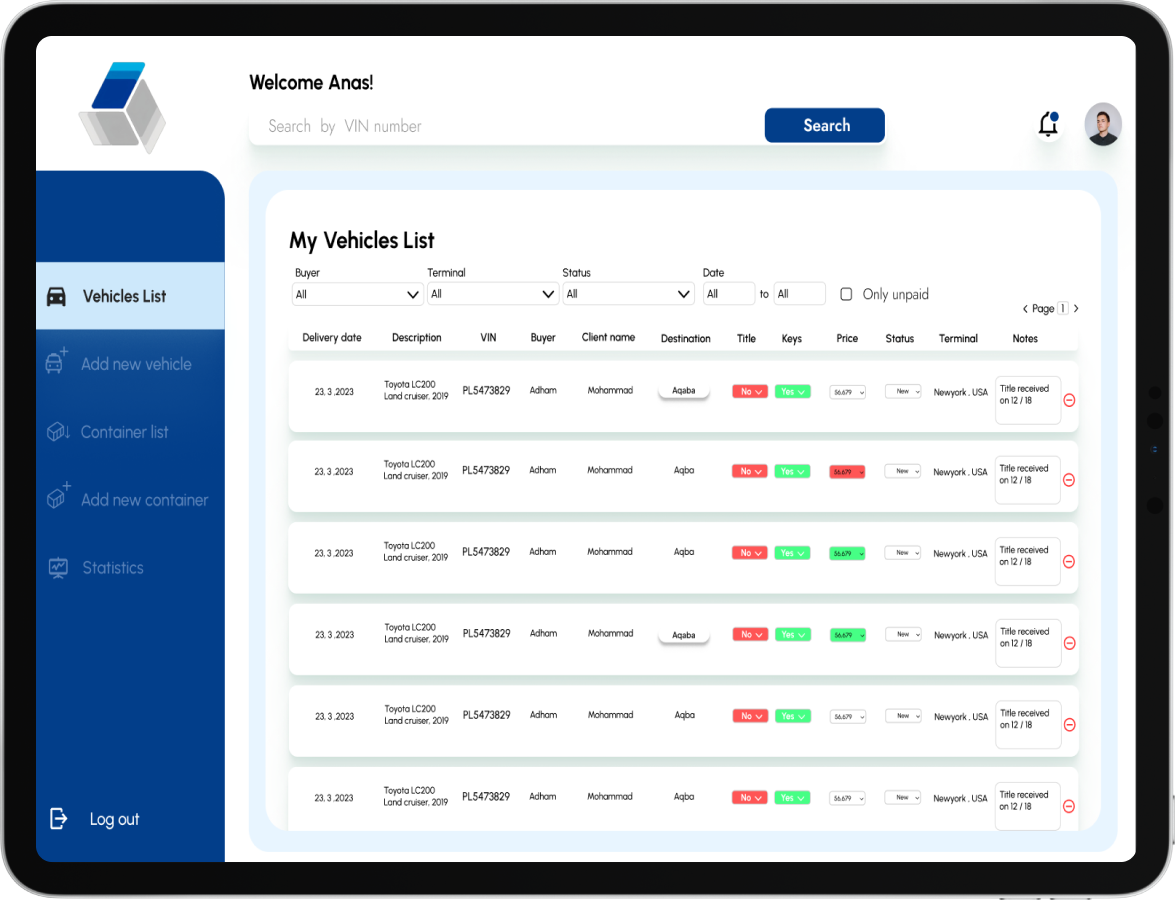 Welcome Anas!
Search by VIN number
Search
Vehicles List
Add new vehicle
Container list
Add new container
Statistics
Log out
My Vehicles List
Buyer Terminal Status Date
All All All All to All Only unpaid
Page 1
Delivery date Description VIN Buyer Client name Destination Title Keys Price Status Terminal Notes
23. 3 .2023 Toyota LC200 PL5473829 Adham Mohammad Aqaba No Yes $6.679 New Newyork . USA Title received
Land cruiser. 2019 on 12 / 18
23. 3 .2023 Toyota LC200 PL5473829 Adham Mohammad Aqba No Yes $6.679 New Newyork . USA Title received
Land cruiser. 2019 on 12 / 18
23. 3 .2023 Toyota LC200 PL5473829 Adham Mohammad Aqba No Yes $6.679 New Newyork . USA Title received
Land cruiser. 2019 on 12 / 18
23. 3 .2023 Toyota LC200 PL5473829 Adham Mohammad Aqaba No Yes $6.679 New Newyork . USA Title received
Land cruiser. 2019 on 12 / 18
23. 3 .2023 Toyota LC200 PL5473829 Adham Mohammad Aqba No Yes $6.679 New Newyork . USA Title received
Land cruiser. 2019 on 12 / 18
23. 3 .2023 Toyota LC200 PL5473829 Adham Mohammad Aqba No Yes $6.679 New Newyork . USA Title received
Land cruiser. 2019 on 12 / 18